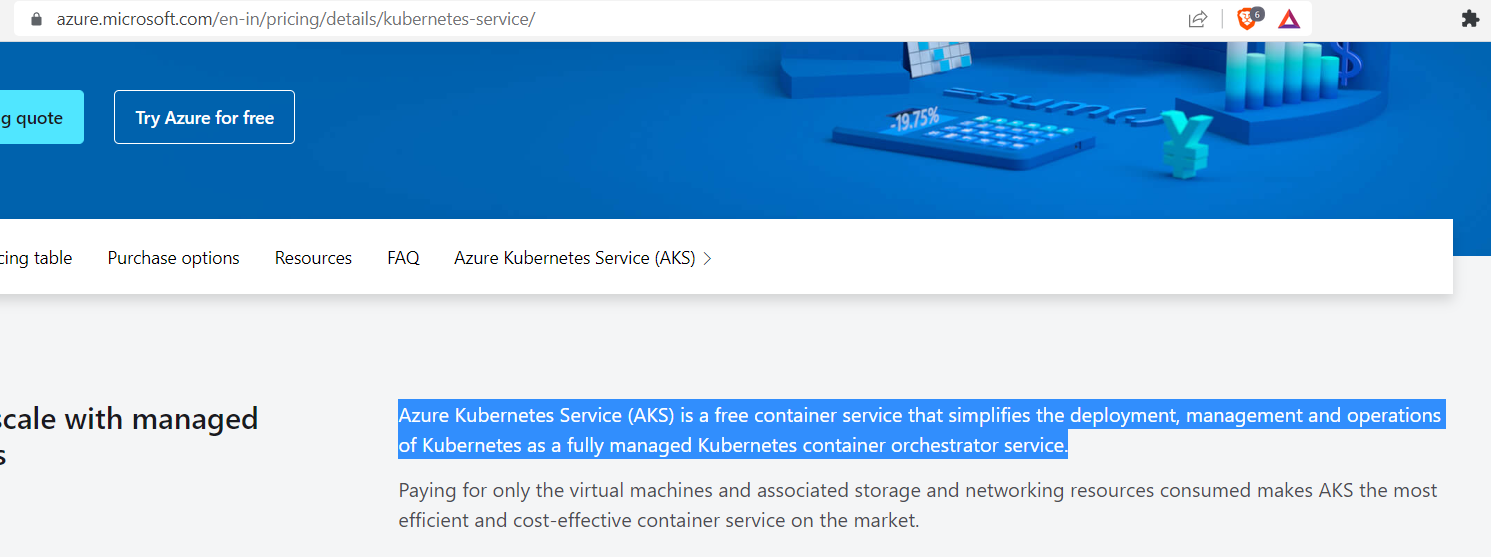 azure.microsoft.com/en-in/pricing/details/kubernetes-service/
6
g quote
Try Azure for free
-19.75%
=sum()
cing table
Purchase options
Resources
FAQ
Azure Kubernetes Service (AKS)
scale with managed
s
Azure Kubernetes Service (AKS) is a free container service that simplifies the deployment, management and operations
of Kubernetes as a fully managed Kubernetes container orchestrator service.
Paying for only the virtual machines and associated storage and networking resources consumed makes AKS the most
efficient and cost-effective container service on the market.